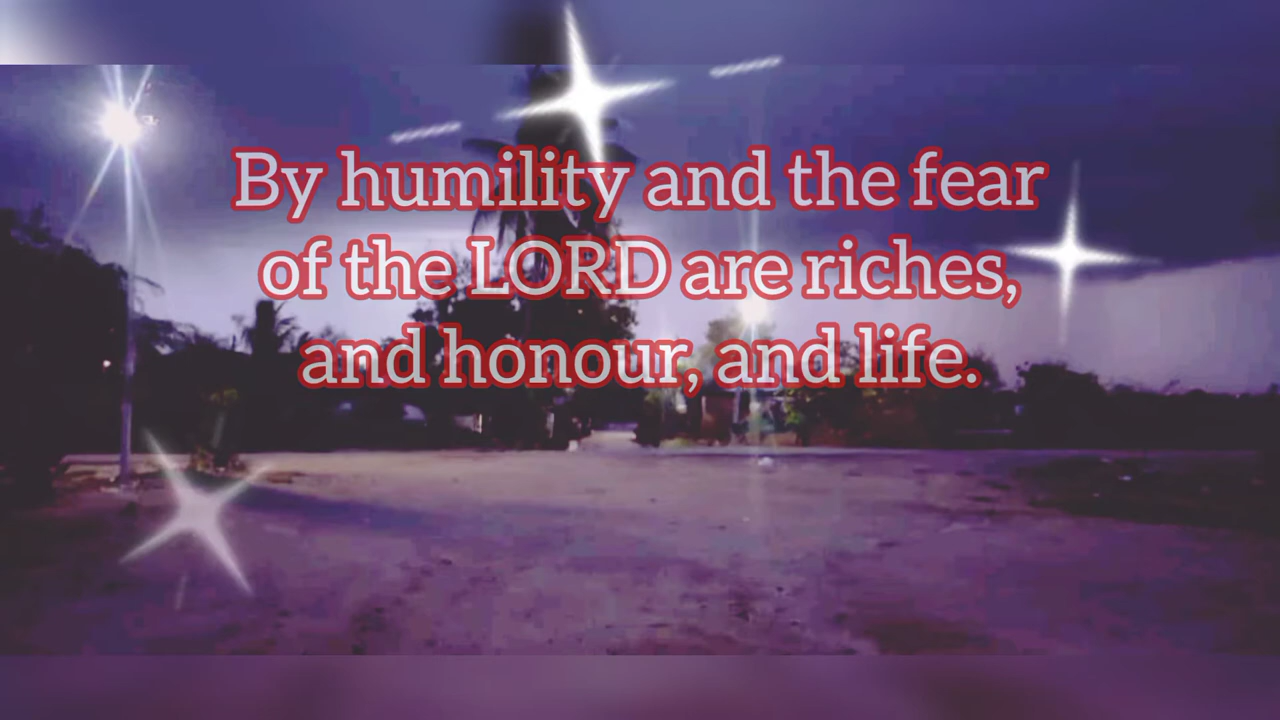 By humility and the fear
of the LORD are riches,
and honour, and life.